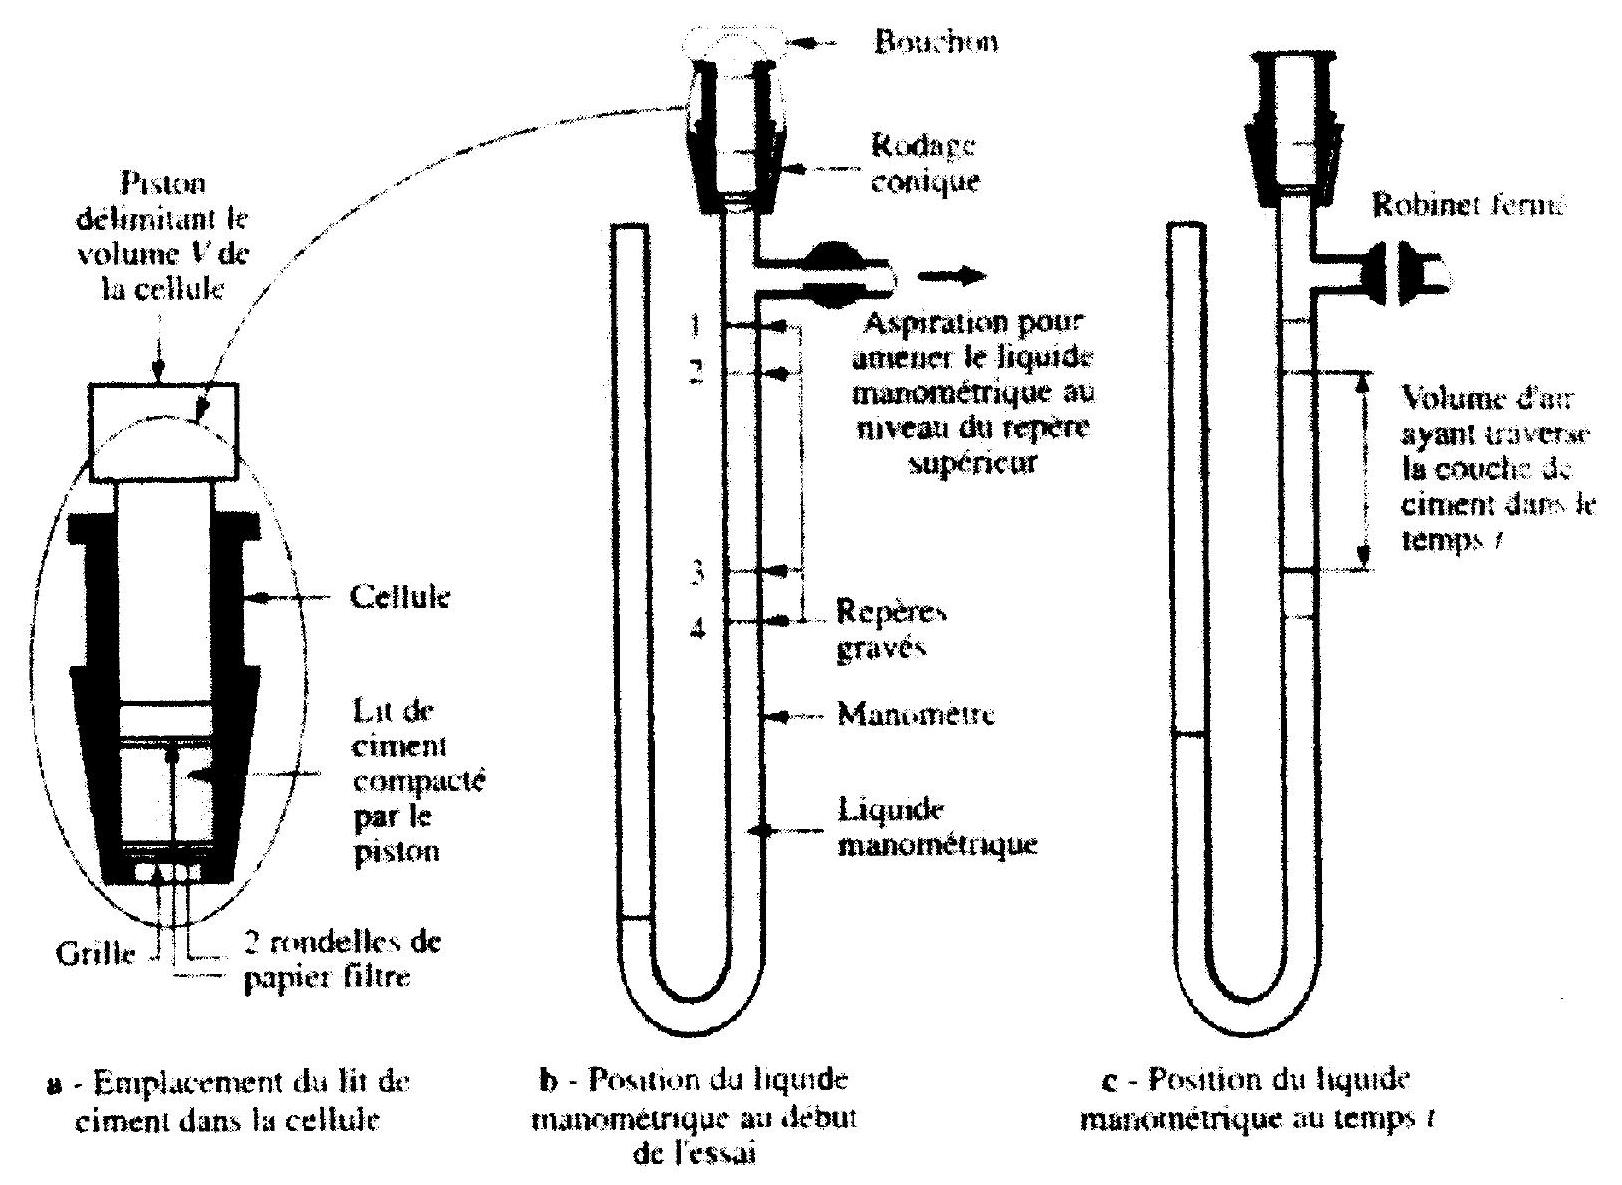 Bouchon
Rodage
conique
Piston
délimitant le
volume V de
la cellule
Robinet fermé
1
2
3
4
Aspiration pour
amener le liquide
manométrique au
niveau du repère
supérieur
Volume d'air
ayant traverse
la couche de
ciment dans le
temps t
Cellule
Repères
gravés
Lit de
ciment
compacté
par le
piston
Manomètre
Liquide
manométrique
Grille
2 rondelles de
papier filtre
a - Emplacement du lit de
ciment dans la cellule
b - Position du liquide
manométrique au début
de l'essai
c - Position du liquide
manométrique au temps t